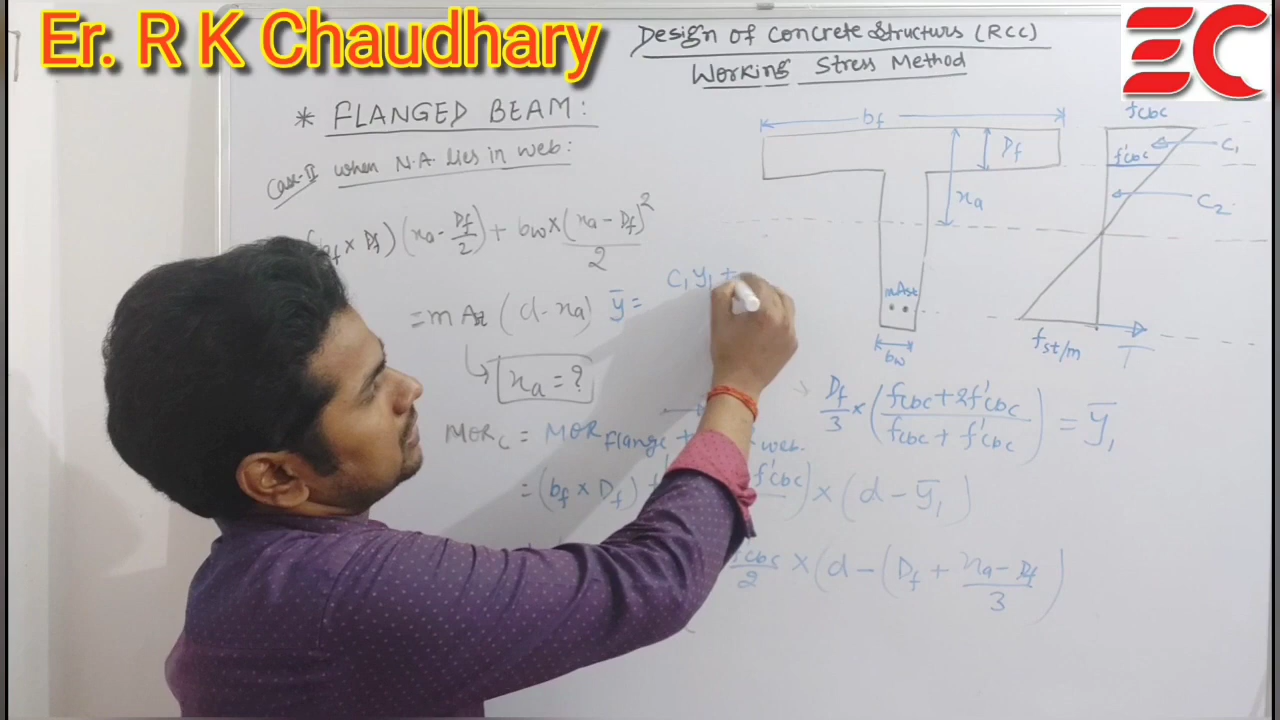 Er. R K Chaudhary
EC
Design of Concrete Structurs (RCC)
Working Stress Method
* FLANGED BEAM:
Case-II when N.A. lies in web:
bf × Df) (xa - Df/2) + bw × (xa - Df)²/2
= m Ast (d - xa)
xa = ?
ȳ = C1 y1 +
MORc = MOR flange + web.
= (bf × Df) f'cbc) × (d - ȳ1)
fcbc/2 × (d - (Df + xa - Df/3)
Df/3 × (fcbc + 2f'cbc / fcbc + f'cbc) = ȳ1
bf
Df
xa
mAst
bw
fcbc
f'cbc
C1
C2
fst/m
T